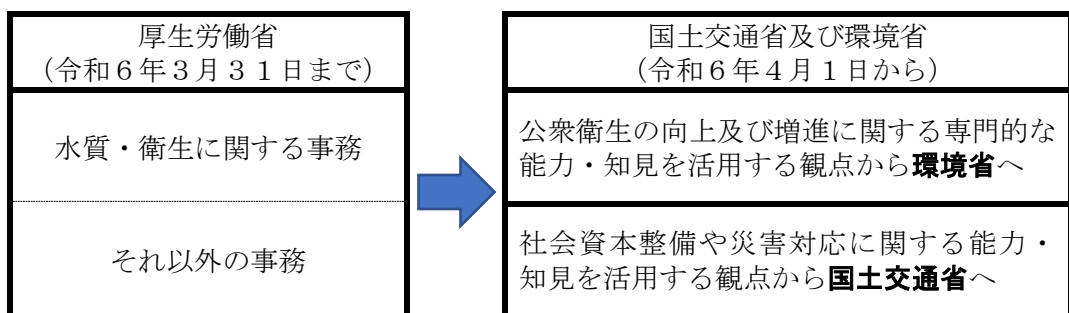 厚生労働省
（令和６年３月３１日まで）
水質・衛生に関する事務
それ以外の事務
国土交通省及び環境省
（令和６年４月１日から）
公衆衛生の向上及び増進に関する専門的な
能力・知見を活用する観点から環境省へ
社会資本整備や災害対応に関する能力・
知見を活用する観点から国土交通省へ